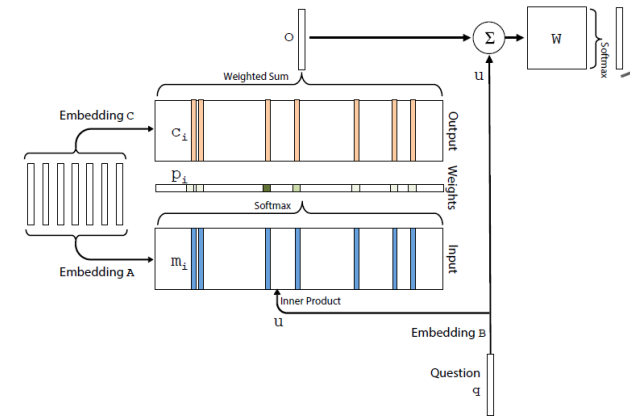 o
Σ
W
Softmax
u
Weighted Sum
Embedding C
c_i
Output
p_i
Weights
Softmax
Embedding A
m_i
Input
Inner Product
u
Embedding B
Question
q